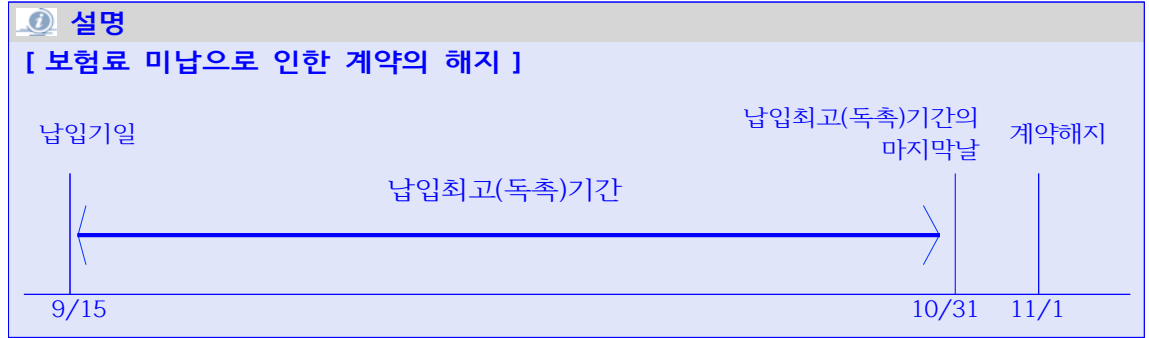 설명
[ 보험료 미납으로 인한 계약의 해지 ]
납입기일
납입최고(독촉)기간의
마지막날
계약해지
납입최고(독촉)기간
9/15
10/31
11/1